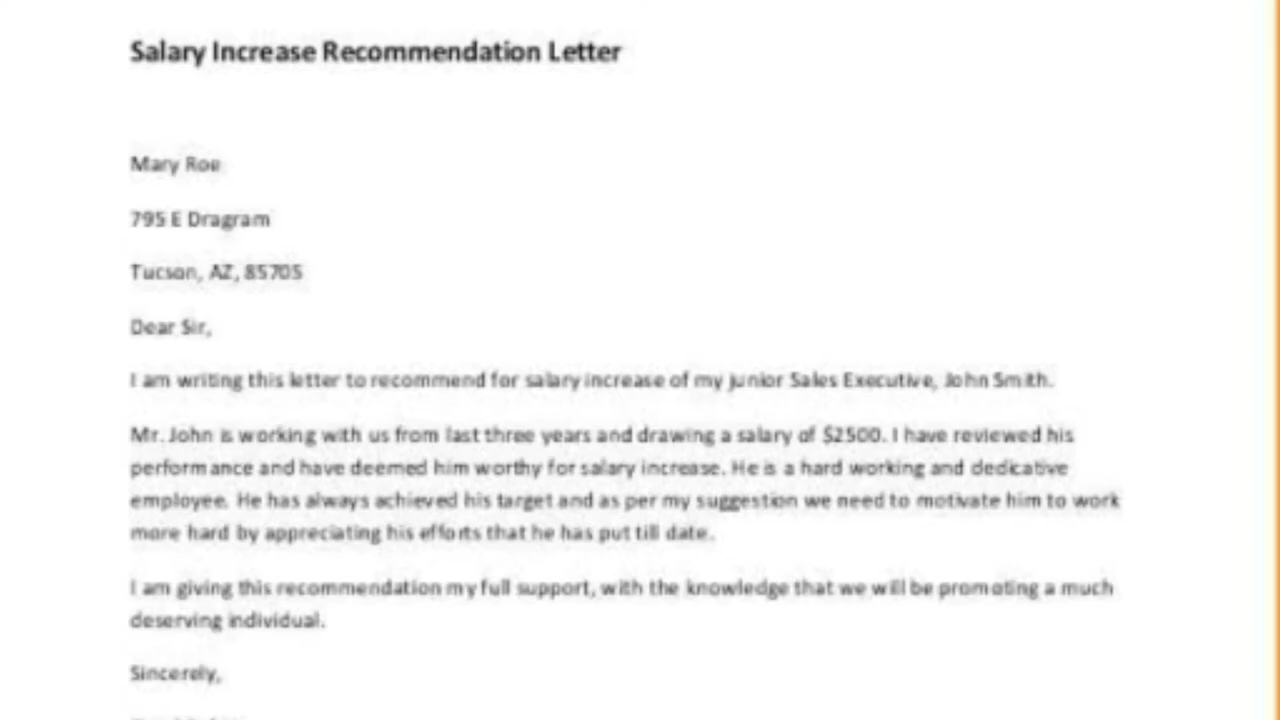 Salary Increase Recommendation Letter
Mary Roe
795 E Dragram
Tucson, AZ, 85705
Dear Sir,
I am writing this letter to recommend for salary increase of my junior Sales Executive, John Smith.
Mr. John is working with us from last three years and drawing a salary of $2500. I have reviewed his
performance and have deemed him worthy for salary increase. He is a hard working and dedicative
employee. He has always achieved his target and as per my suggestion we need to motivate him to work
more hard by appreciating his efforts that he has put till date.
I am giving this recommendation my full support, with the knowledge that we will be promoting a much
deserving individual.
Sincerely,